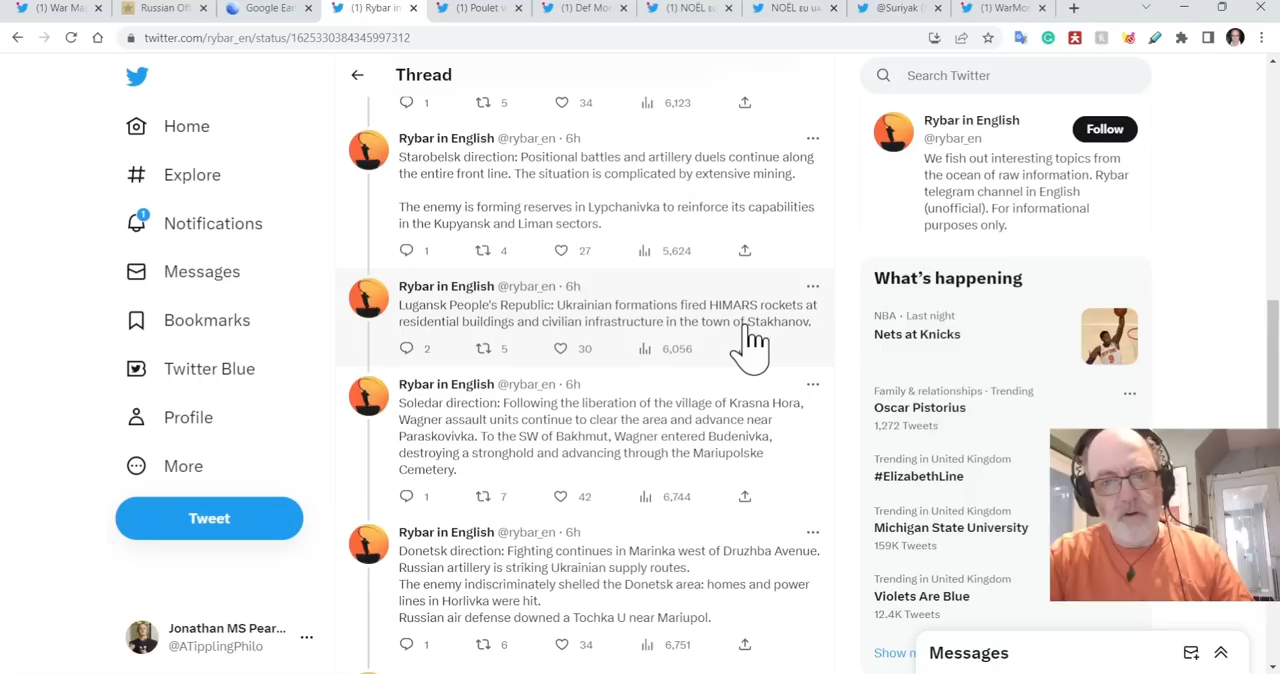 War Ma
Russian Off
Google Ear
Rybar in
Poulet v
Def Mo
(1) NOËL EU
NOËL EU UA
@Suriyak
(1) WarMo
twitter.com/rybar_en/status/1625330384345997312
Thread
Search Twitter
1 5 34 6,123
Home
Explore
1
Notifications
Messages
Bookmarks
Twitter Blue
Profile
More
Tweet
Jonathan MS Pear...
@ATipplingPhilo
Rybar in English @rybar_en · 6h
Starobelsk direction: Positional battles and artillery duels continue along
the entire front line. The situation is complicated by extensive mining.
The enemy is forming reserves in Lypchanivka to reinforce its capabilities
in the Kupyansk and Liman sectors.
1 4 27 5,624
Rybar in English @rybar_en · 6h
Lugansk People's Republic: Ukrainian formations fired HIMARS rockets at
residential buildings and civilian infrastructure in the town of Stakhanov.
2 5 30 6,056
Rybar in English @rybar_en · 6h
Soledar direction: Following the liberation of the village of Krasna Hora,
Wagner assault units continue to clear the area and advance near
Paraskovivka. To the SW of Bakhmut, Wagner entered Budenivka,
destroying a stronghold and advancing through the Mariupolske
Cemetery.
1 7 42 6,744
Rybar in English @rybar_en · 6h
Donetsk direction: Fighting continues in Marinka west of Druzhba Avenue.
Russian artillery is striking Ukrainian supply routes.
The enemy indiscriminately shelled the Donetsk area: homes and power
lines in Horlivka were hit.
Russian air defense downed a Tochka U near Mariupol.
1 6 34 6,751
Rybar in English
@rybar_en
Follow
We fish out interesting topics from
the ocean of raw information. Rybar
telegram channel in English
(unofficial). For informational
purposes only.
What's happening
NBA · Last night
Nets at Knicks
Family & relationships · Trending
Oscar Pistorius
1,272 Tweets
Trending in United Kingdom
#ElizabethLine
Trending in United Kingdom
Michigan State University
159K Tweets
Trending in United Kingdom
Violets Are Blue
12.4K Tweets
Show
Messages